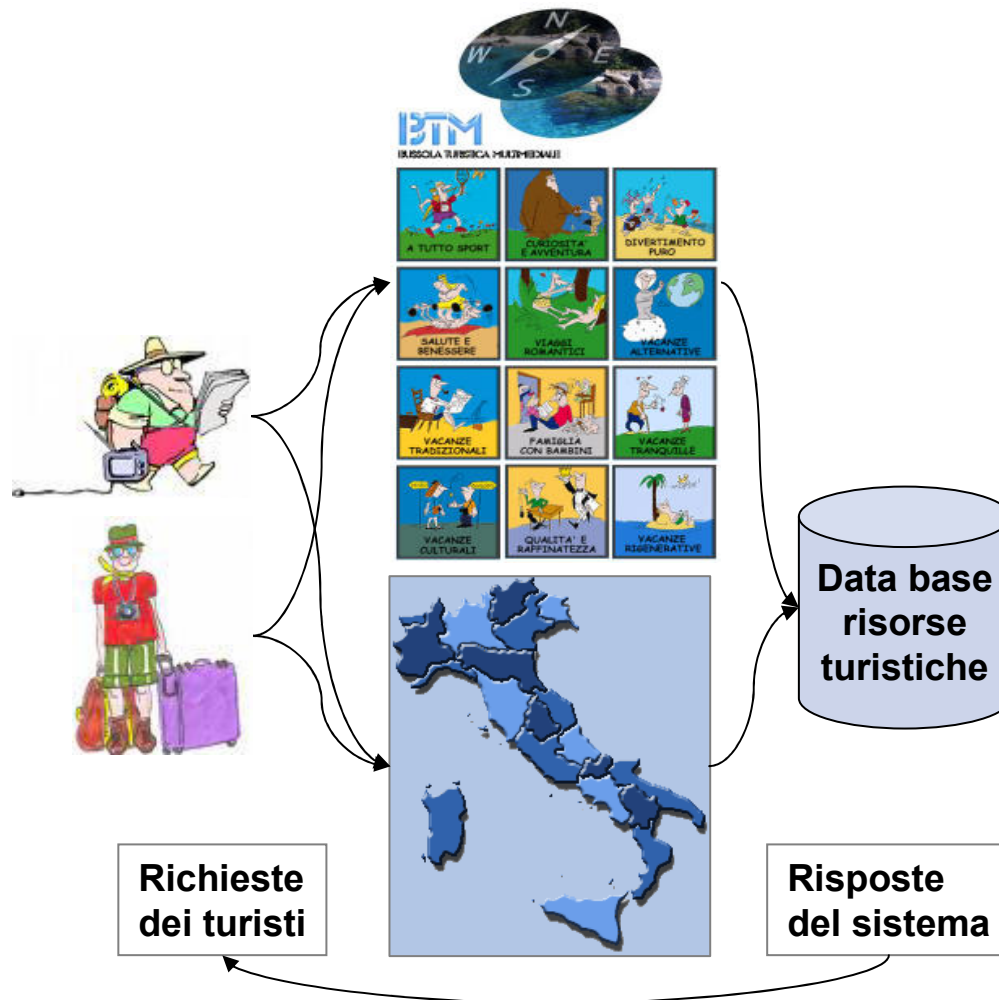 N
W
E
S
BTM
BUSSOLA TURISTICA MULTIMEDIALE
A TUTTO SPORT
CURIOSITA'
E AVVENTURA
DIVERTIMENTO
PURO
SALUTE E
BENESSERE
VIAGGI
ROMANTICI
VACANZE
ALTERNATIVE
VACANZE
TRADIZIONALI
FAMIGLIA
CON BAMBINI
VACANZE
TRANQUILLE
VACANZE
CULTURALI
QUALITA' E
RAFFINATEZZA
VACANZE
RIGENERATIVE
Data base
risorse
turistiche
Richieste
dei turisti
Risposte
del sistema